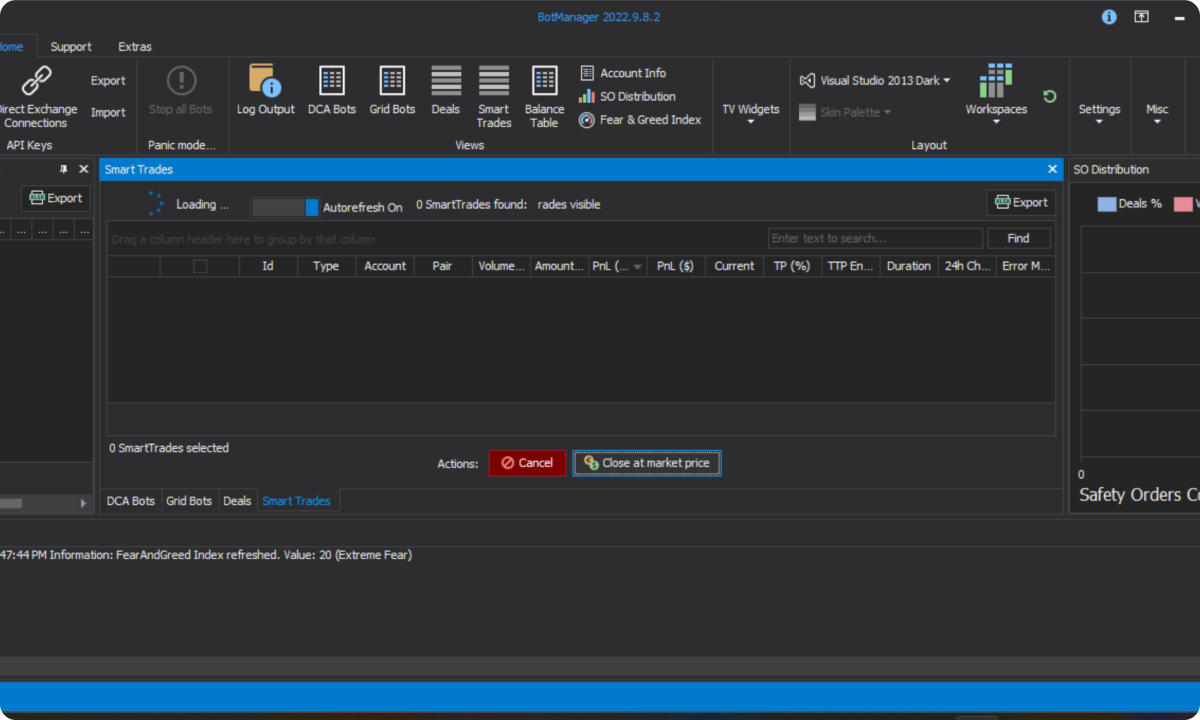 BotManager 2022.9.8.2
Home Support Extras
Direct Exchange Connections
Export
Import
API Keys
Stop all Bots
Panic mode...
Log Output
DCA Bots
Grid Bots
Deals
Smart Trades
Balance Table
Account Info
SO Distribution
Fear & Greed Index
Views
TV Widgets
Visual Studio 2013 Dark
Skin Palette
Workspaces
Layout
Settings
Misc
Smart Trades
SO Distribution
Export
Loading ...
Autorefresh On
0 SmartTrades found:
rades visible
Export
Deals %
... ... ... ... ...
Drag a column header here to group by that column
Enter text to search...
Find
Id Type Account Pair Volume... Amount... PnL (... PnL ($) Current TP (%) TTP En... Duration 24h Ch... Error M...
0 SmartTrades selected
Actions: Cancel Close at market price
0
Safety Orders Co
DCA Bots Grid Bots Deals Smart Trades
47:44 PM Information: FearAndGreed Index refreshed. Value: 20 (Extreme Fear)